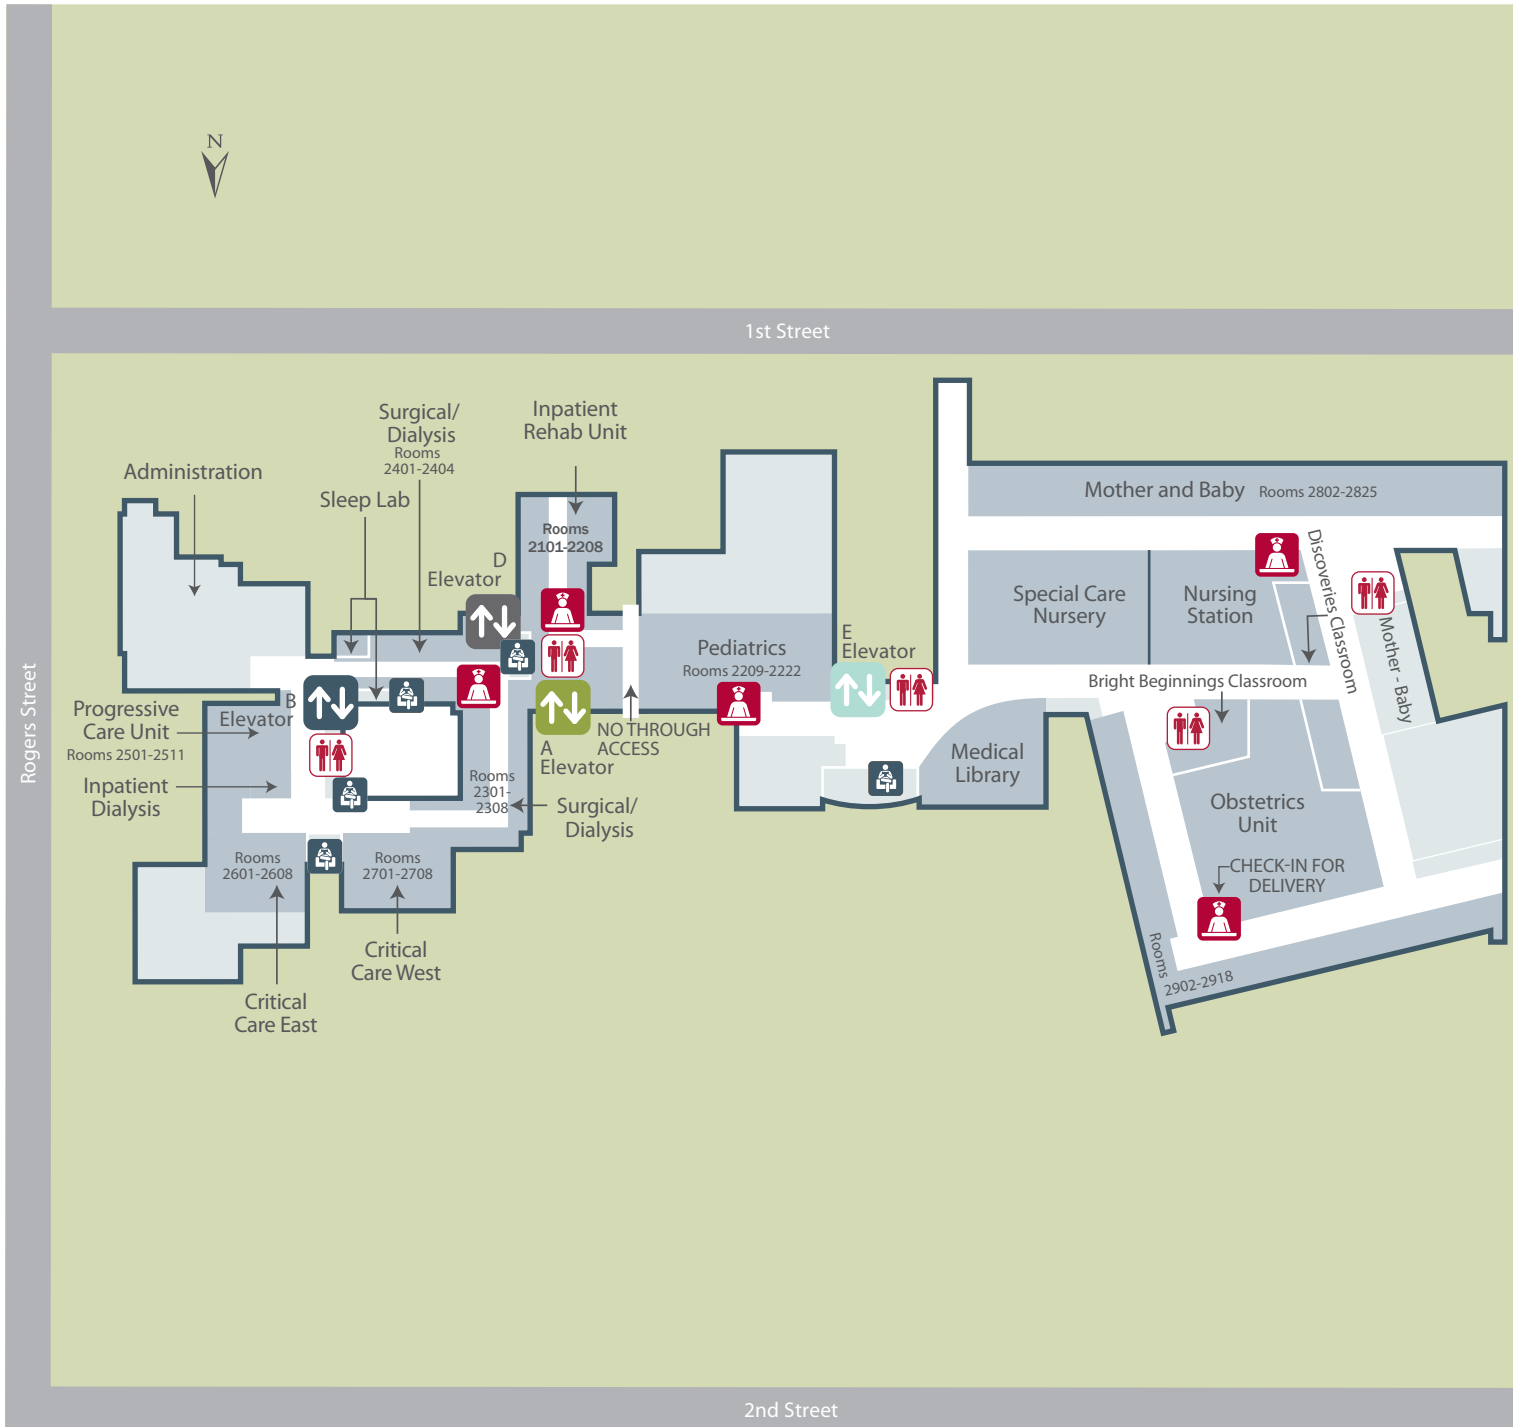 N
1st Street
Rogers Street
Administration
Sleep Lab
Surgical/
Dialysis
Rooms
2401-2404
Inpatient
Rehab Unit
Rooms
2101-2208
D
Elevator
B
Elevator
Progressive
Care Unit
Rooms 2501-2511
Inpatient
Dialysis
Rooms
2601-2608
Rooms
2701-2708
Critical
Care West
Critical
Care East
Rooms
2301-
2308
Surgical/
Dialysis
A
Elevator
NO THROUGH
ACCESS
Pediatrics
Rooms 2209-2222
E
Elevator
Medical
Library
Mother and Baby Rooms 2802-2825
Special Care
Nursery
Nursing
Station
Discoveries Classroom
Mother - Baby
Bright Beginnings Classroom
Obstetrics
Unit
CHECK-IN FOR
DELIVERY
Rooms
2902-2918
2nd Street